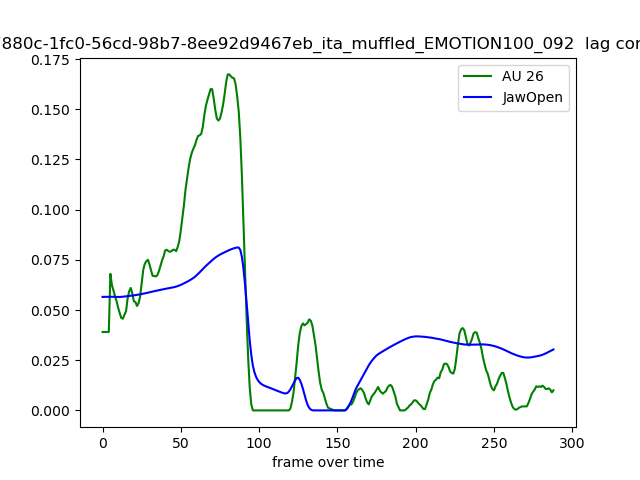 880c-1fc0-56cd-98b7-8ee92d9467eb_ita_muffled_EMOTION100_092 lag cor
0.175
AU 26
JawOpen
0.150
0.125
0.100
0.075
0.050
0.025
0.000
0 50 100 150 200 250 300
frame over time